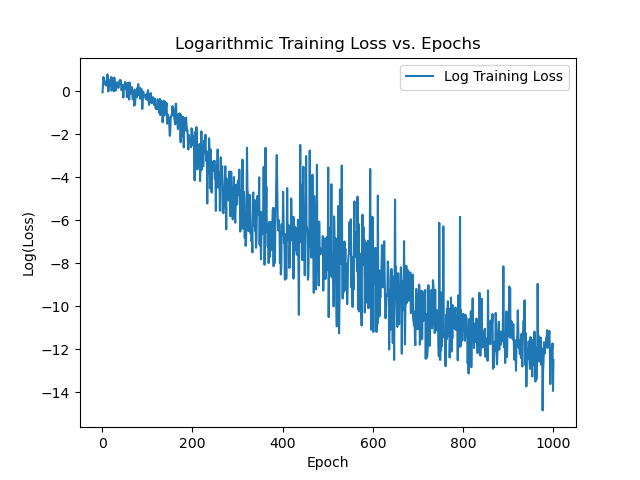 Logarithmic Training Loss vs. Epochs
Log Training Loss
0
−2
−4
−6
−8
−10
−12
−14
Log(Loss)
0 200 400 600 800 1000
Epoch